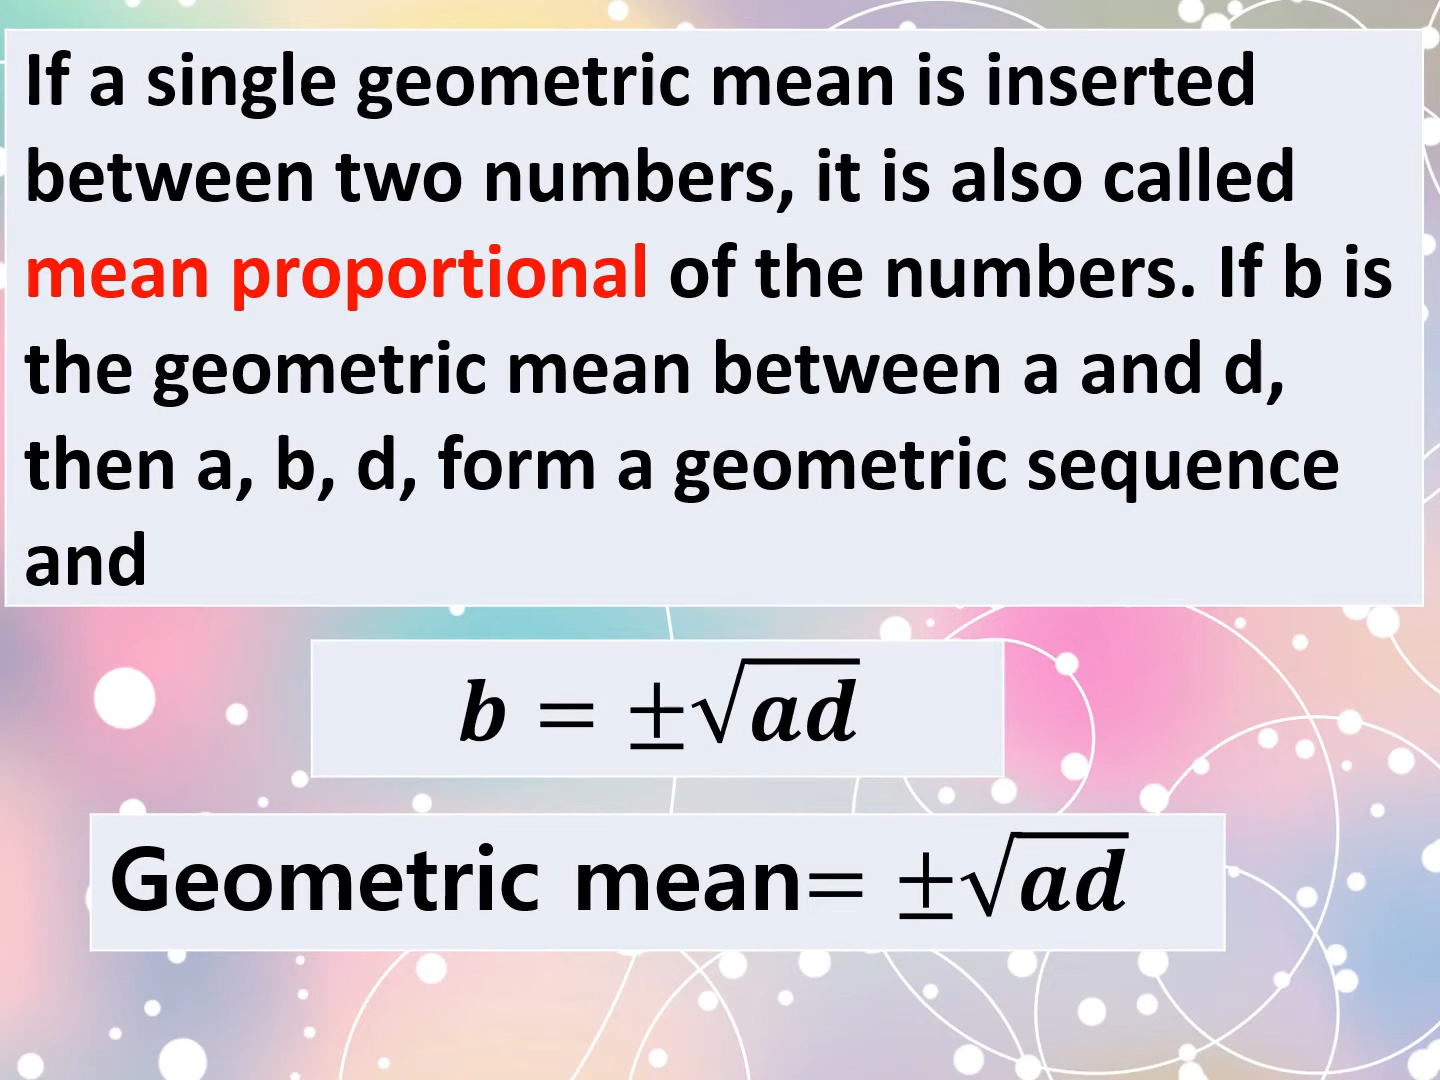 If a single geometric mean is inserted
between two numbers, it is also called
mean proportional of the numbers. If b is
the geometric mean between a and d,
then a, b, d, form a geometric sequence
and
b = ±√ad
Geometric mean= ±√ad